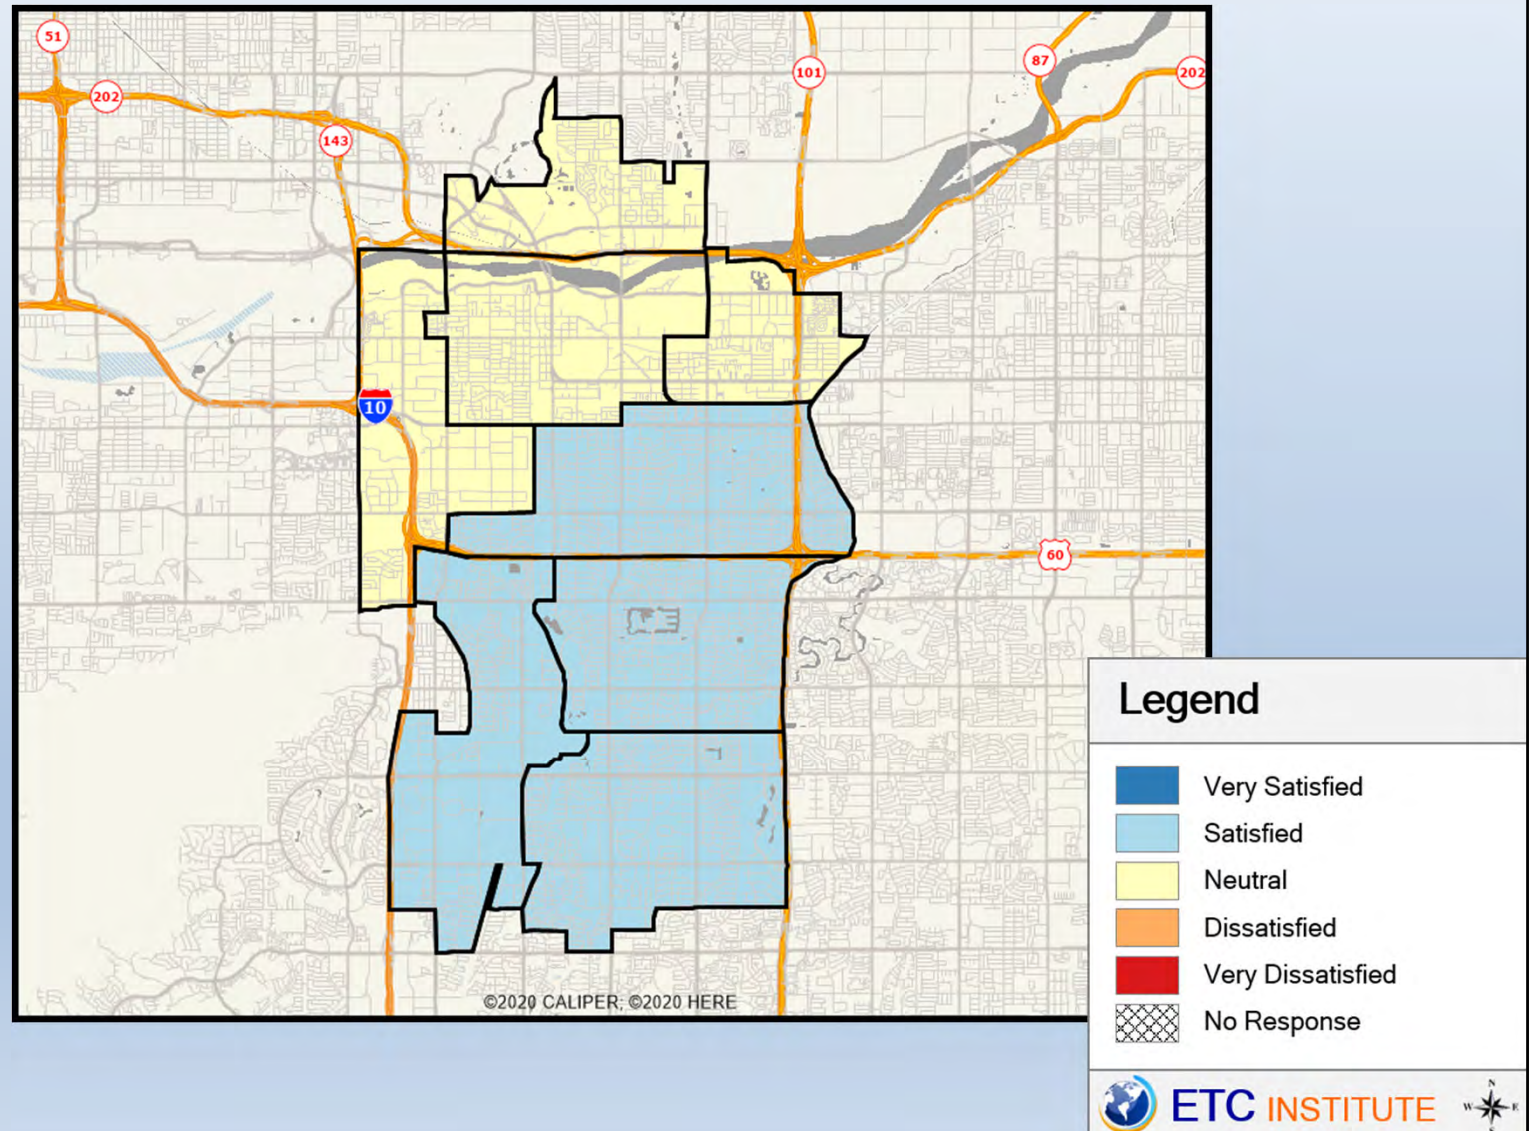 51
202
143
101
87
202
10
60
©2020 CALIPER; ©2020 HERE
Legend
Very Satisfied
Satisfied
Neutral
Dissatisfied
Very Dissatisfied
No Response
ETC INSTITUTE
N
W E
S